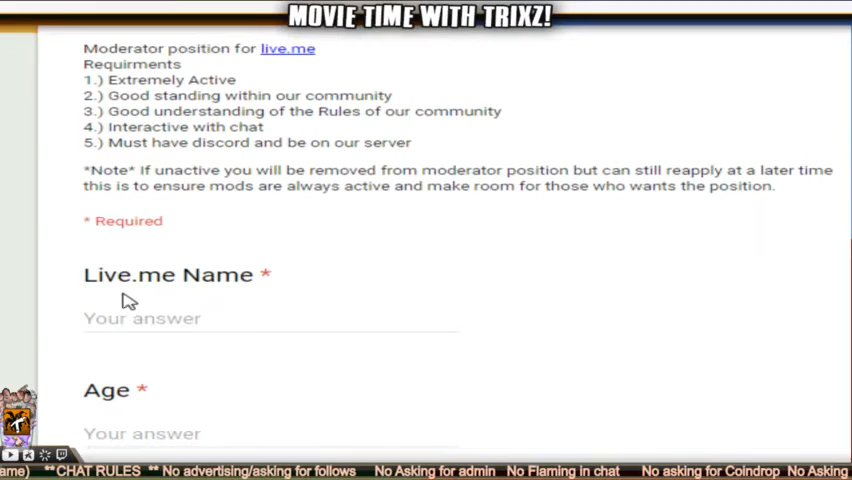 MOVIE TIME WITH TRIXZ!
Moderator position for live.me
Requirments
1.) Extremely Active
2.) Good standing within our community
3.) Good understanding of the Rules of our community
4.) Interactive with chat
5.) Must have discord and be on our server
*Note* If unactive you will be removed from moderator position but can still reapply at a later time
this is to ensure mods are always active and make room for those who wants the position.
* Required
Live.me Name *
Your answer
Age *
Your answer
ame) **CHAT RULES ** No advertising/asking for follows No Asking for admin No Flaming in chat No asking for Coindrop No Asking